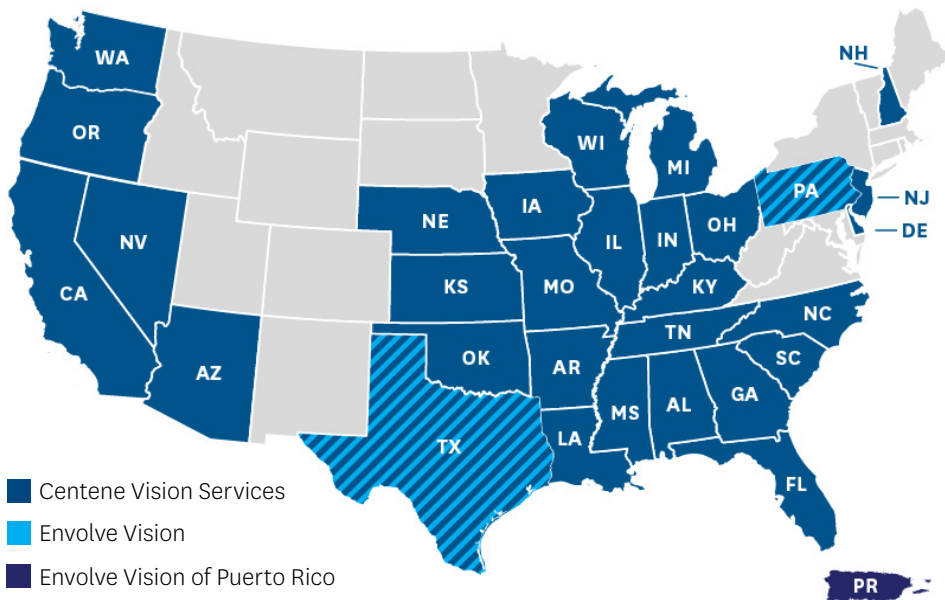 WA
NH
OR
WI
MI
PA
NJ
NE
IA
OH
DE
NV
IL
IN
CA
KS
MO
KY
NC
TN
OK
SC
AZ
AR
GA
MS
AL
LA
TX
FL
Centene Vision Services
Envolve Vision
Envolve Vision of Puerto Rico
PR